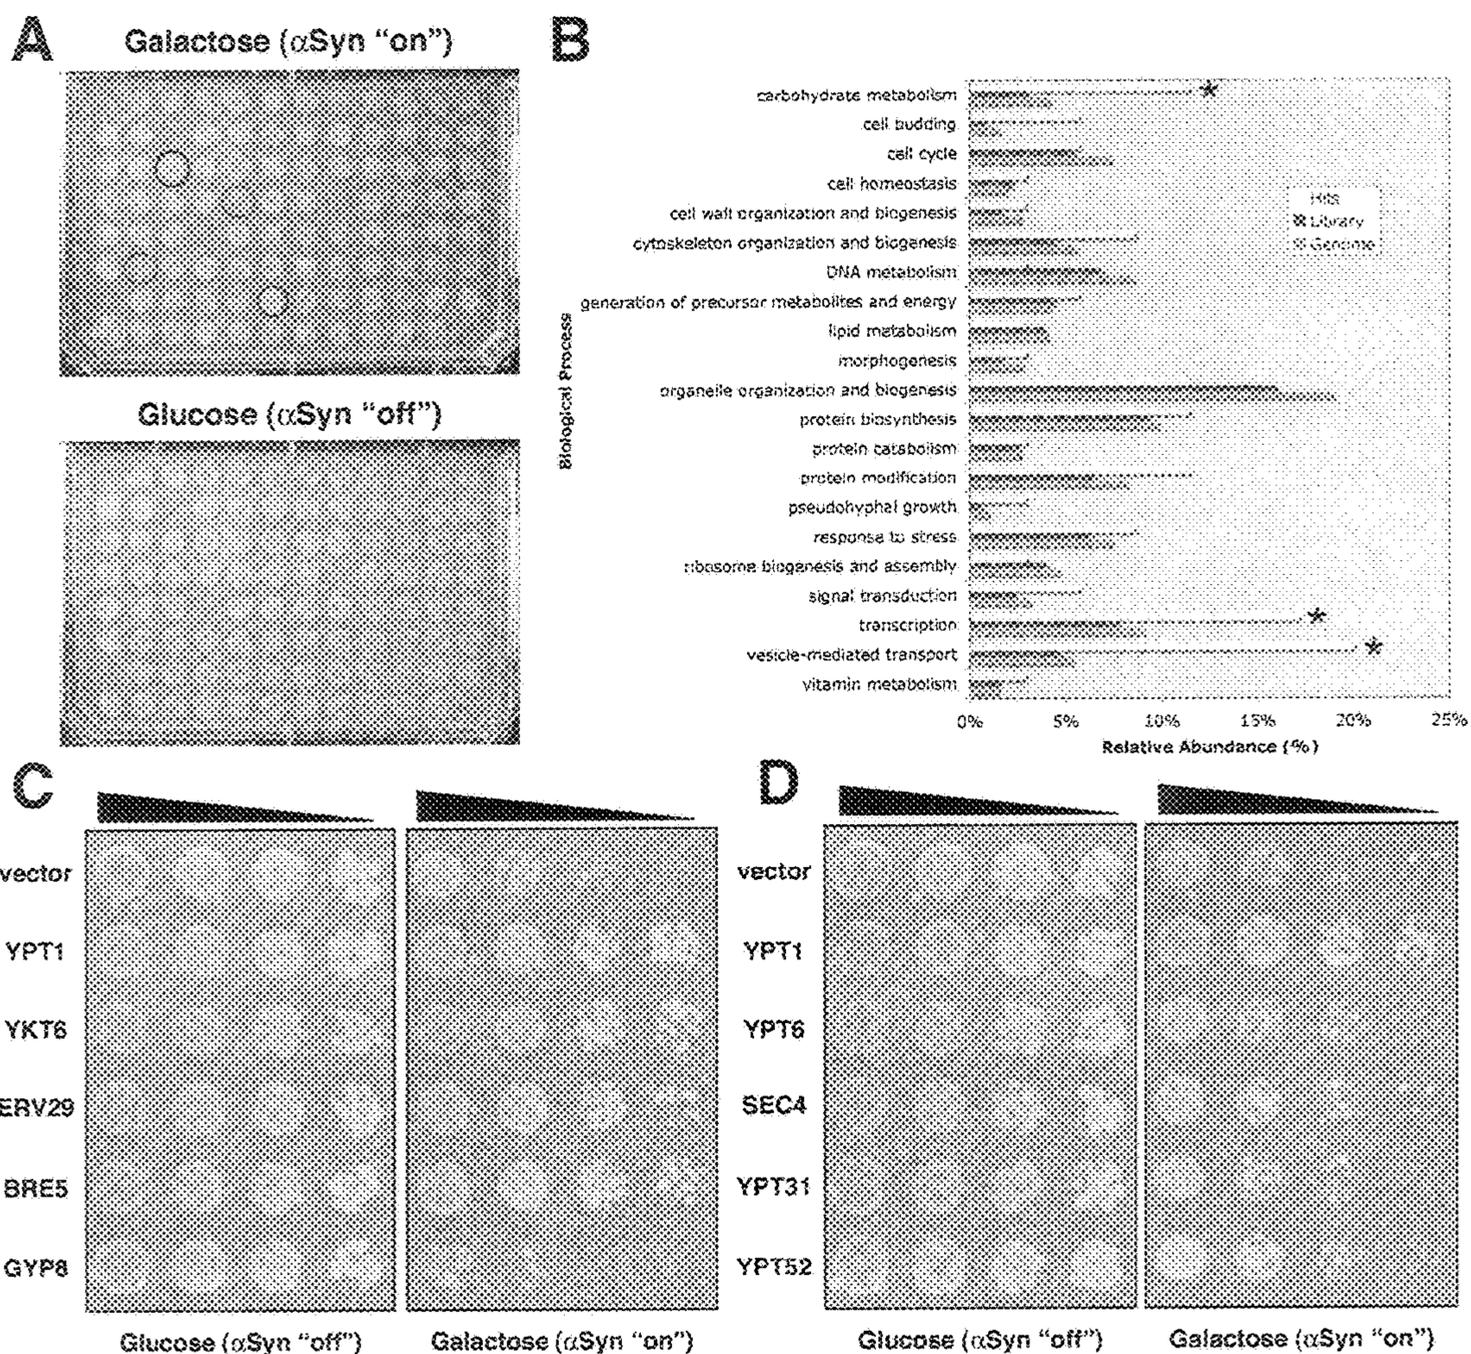 A
Galactose (αSyn “on”)
Glucose (αSyn “off”)
B
Biological Process
carbohydrate metabolism
cell budding
cell cycle
cell homeostasis
cell wall organization and biogenesis
cytoskeleton organization and biogenesis
DNA metabolism
generation of precursor metabolites and energy
lipid metabolism
morphogenesis
organelle organization and biogenesis
protein biosynthesis
protein catabolism
protein modification
pseudohyphal growth
response to stress
ribosome biogenesis and assembly
signal transduction
transcription
vesicle-mediated transport
vitamin metabolism
*
*
*
Hits
Library
Genome
0% 5% 10% 15% 20% 25%
Relative Abundance (%)
C
vector
YPT1
YKT6
ERV29
BRE5
GYP8
Glucose (αSyn “off”) Galactose (αSyn “on”)
D
vector
YPT1
YPT6
SEC4
YPT31
YPT52
Glucose (αSyn “off”) Galactose (αSyn “on”)